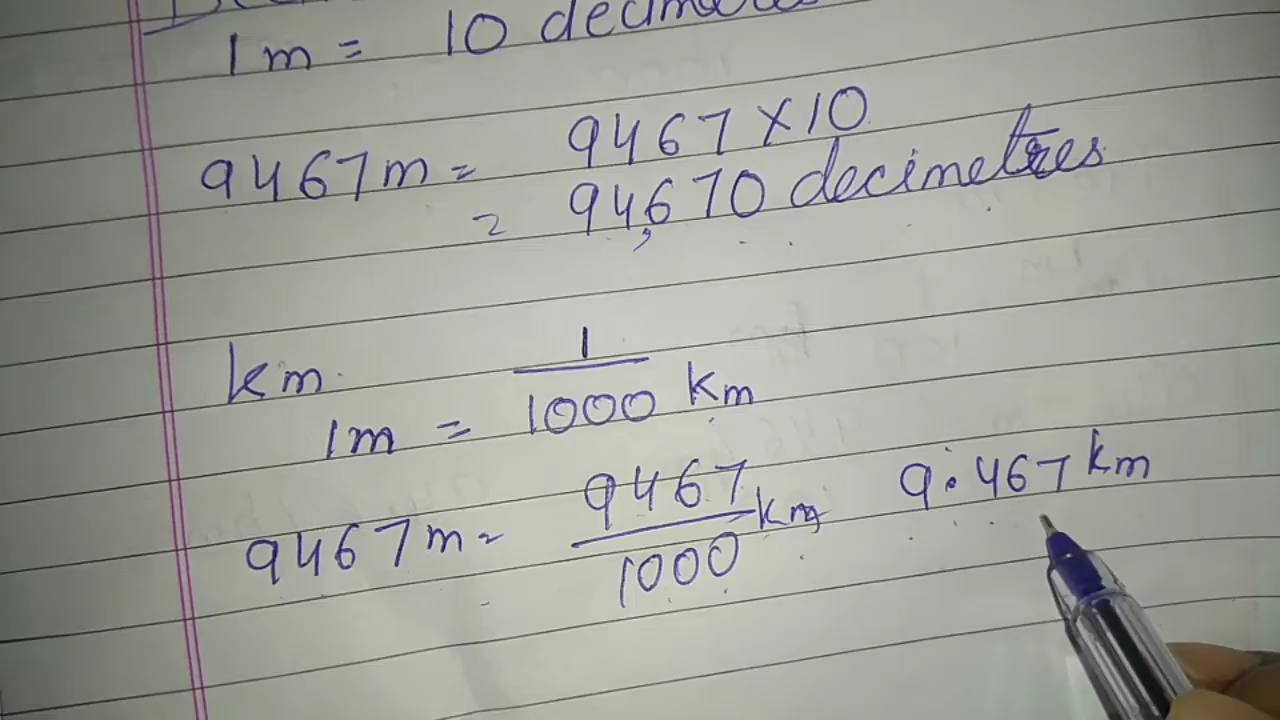 1m = 10
9467m = 9467 × 10
= 94,670 decimetres
km
1m = 1/1000 km
9467m = 9467/1000 km 9.467 km